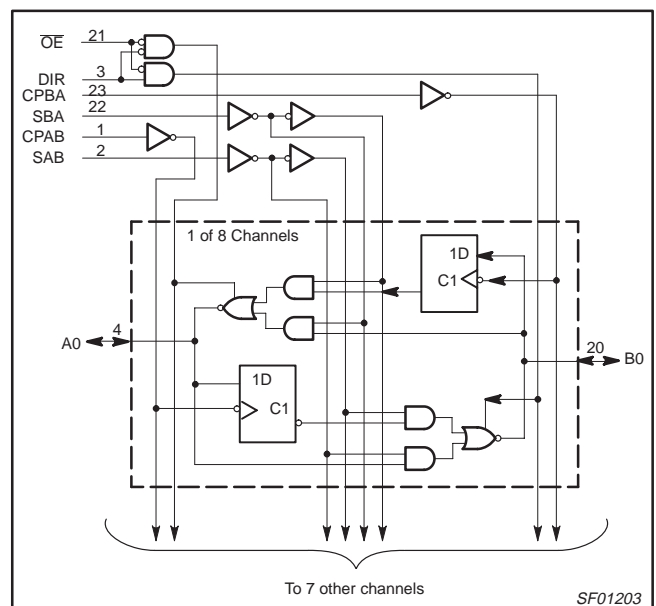 OE 21
DIR 3
CPBA 23
SBA 22
CPAB 1
SAB 2
1 of 8 Channels
1D
C1
A0 4
20 B0
1D
C1
To 7 other channels
SF01203